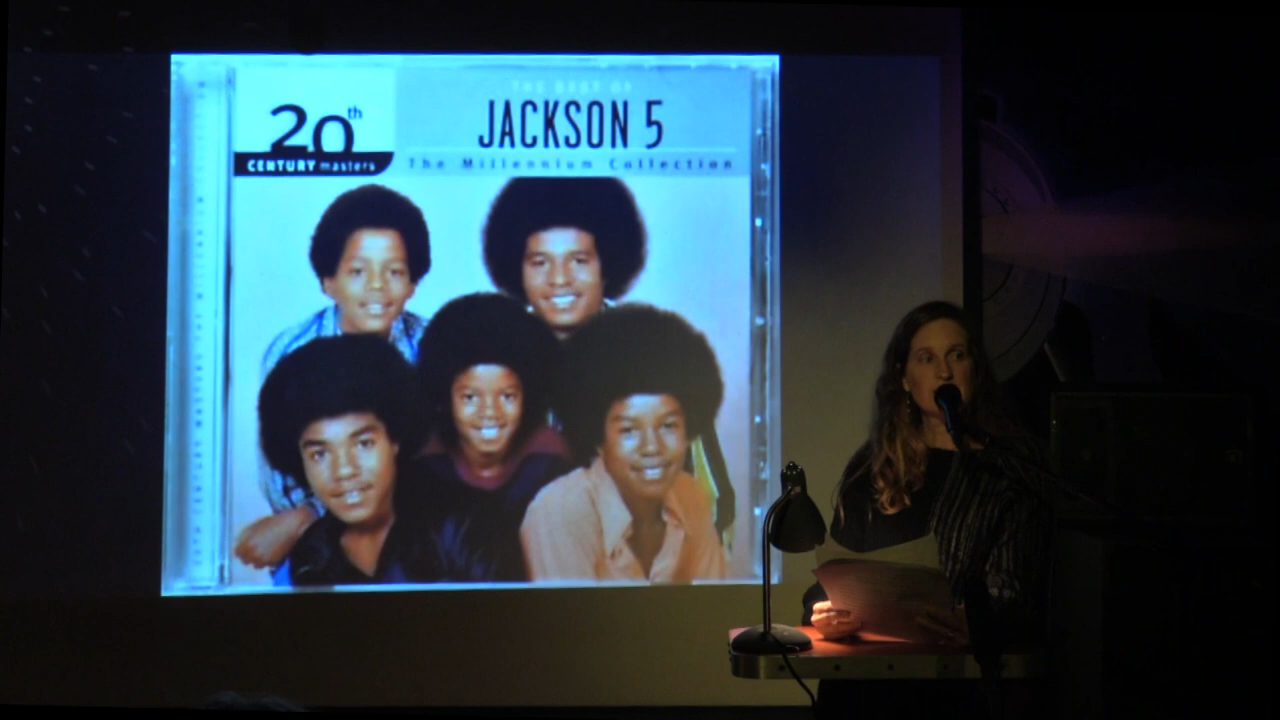 THE BEST OF
JACKSON 5
The Millennium Collection
20th
CENTURY masters